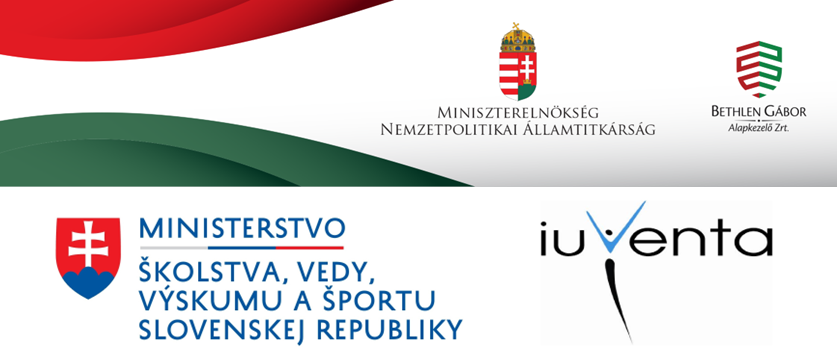 MINISZTERELNÖKSÉG
NEMZETPOLITIKAI ÁLLAMTITKÁRSÁG
BETHLEN GÁBOR
Alapkezelő Zrt.
MINISTERSTVO
ŠKOLSTVA, VEDY,
VÝSKUMU A ŠPORTU
SLOVENSKEJ REPUBLIKY
iuventa